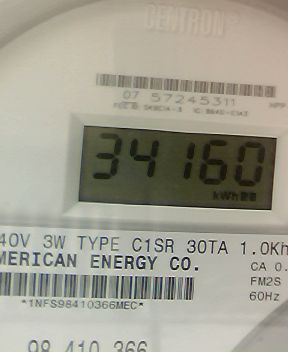 CENTRON®
07 57245311
34160
kWh
40V 3W TYPE C1SR 30TA 1.0Kh
MERICAN ENERGY CO.
CA 0.
FM2S
60Hz
*1NFS98410366MEC*
98 410 366